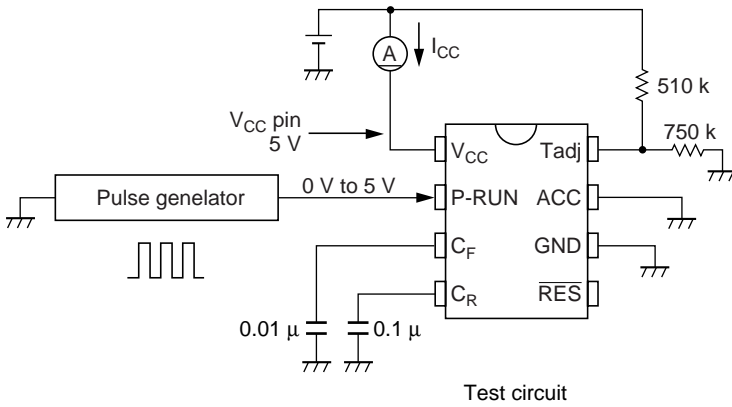 A
I_CC
510 k
V_CC pin
5 V
750 k
V_CC
Tadj
Pulse genelator
0 V to 5 V
P-RUN
ACC
C_F
GND
C_R
RES
0.01 μ
0.1 μ
Test circuit